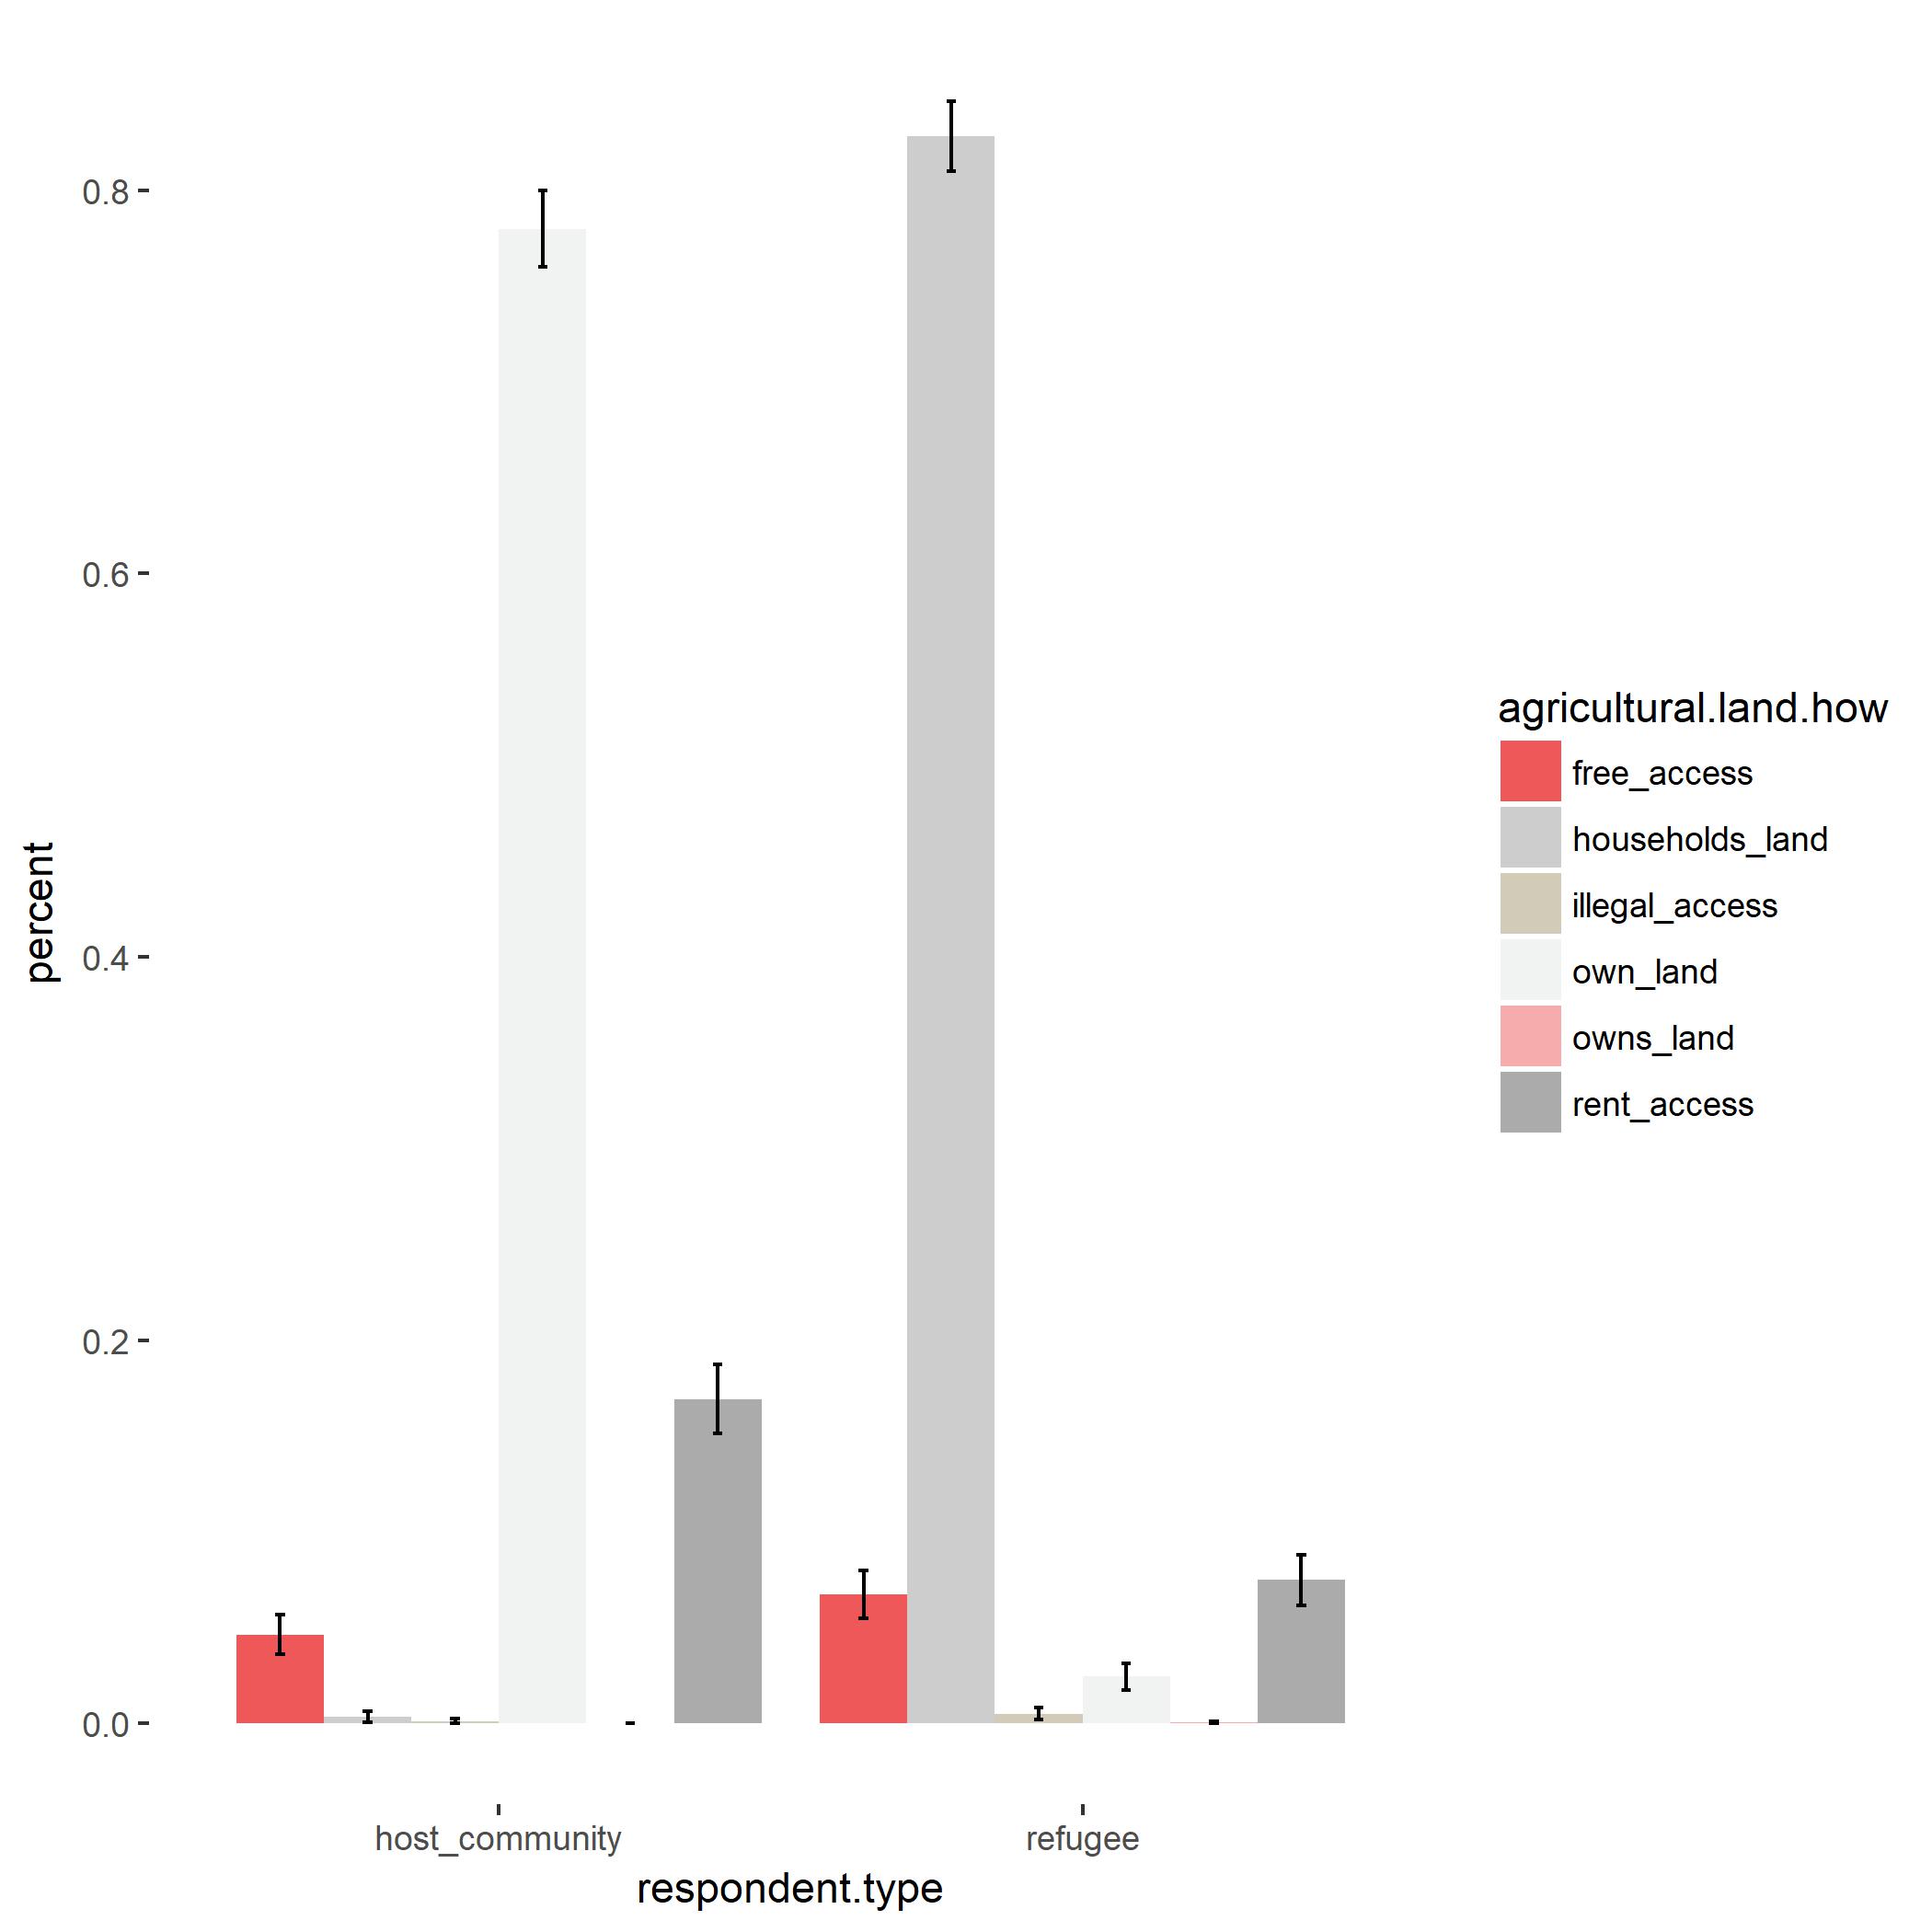 percent
0.8
0.6
0.4
0.2
0.0
host_community
refugee
respondent.type
agricultural.land.how
free_access
households_land
illegal_access
own_land
owns_land
rent_access